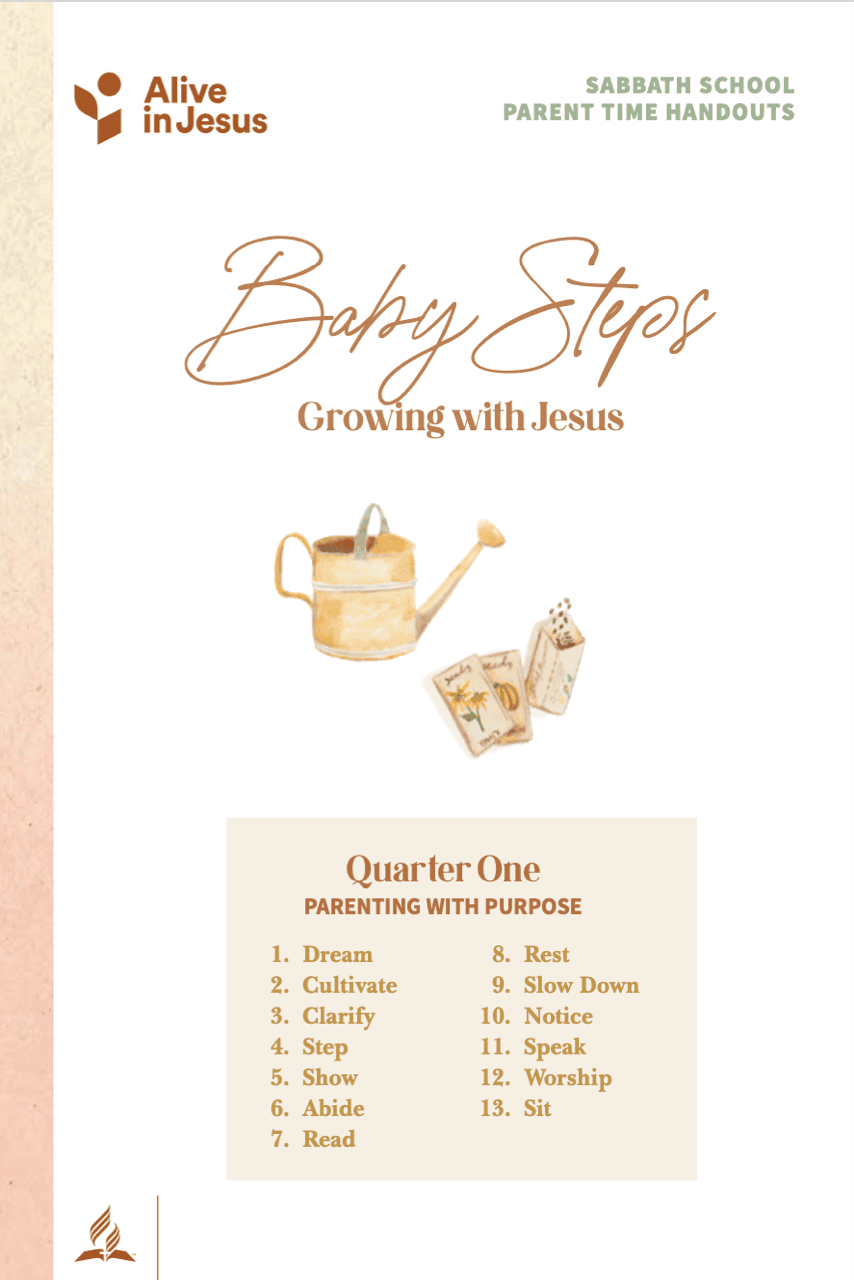 Alive
in Jesus
SABBATH SCHOOL
PARENT TIME HANDOUTS
Baby Steps
Growing with Jesus
Quarter One
PARENTING WITH PURPOSE
1. Dream
2. Cultivate
3. Clarify
4. Step
5. Show
6. Abide
7. Read
8. Rest
9. Slow Down
10. Notice
11. Speak
12. Worship
13. Sit